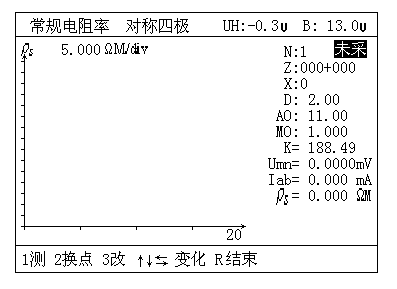 常规电阻率 对称四极 UH:-0.3υ B: 13.0υ
ρs 5.000 ΩM/div
N:1 未采
Z:000+000
X:0
D: 2.00
AO: 11.00
MO: 1.000
K= 188.49
Umn= 0.0000mV
Iab= 0.000 mA
ρs= 0.000 ΩM
20
1测 2换点 3改 ↑↓⇆ 变化 R结束